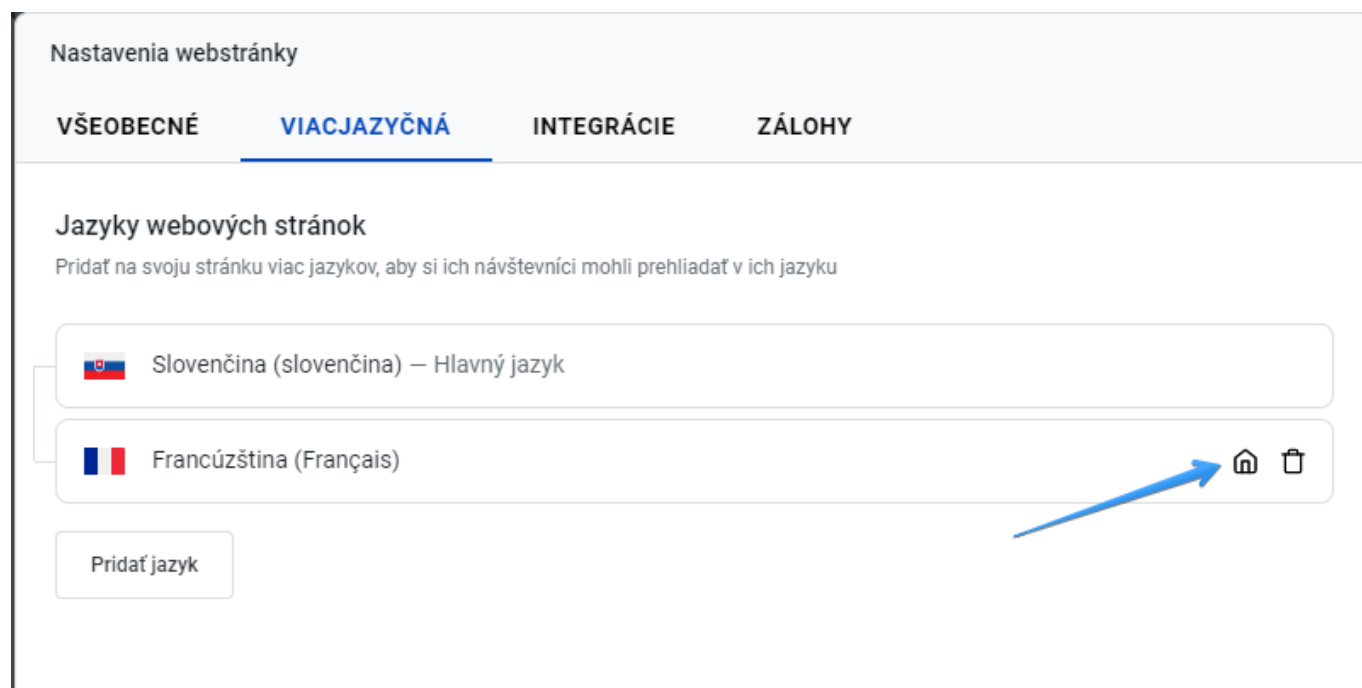 Nastavenia webstránky
VŠEOBECNÉ VIACJAZYČNÁ INTEGRÁCIE ZÁLOHY
Jazyky webových stránok
Pridať na svoju stránku viac jazykov, aby si ich návštevníci mohli prehliadať v ich jazyku
Slovenčina (slovenčina) — Hlavný jazyk
Francúzština (Français)
Pridať jazyk